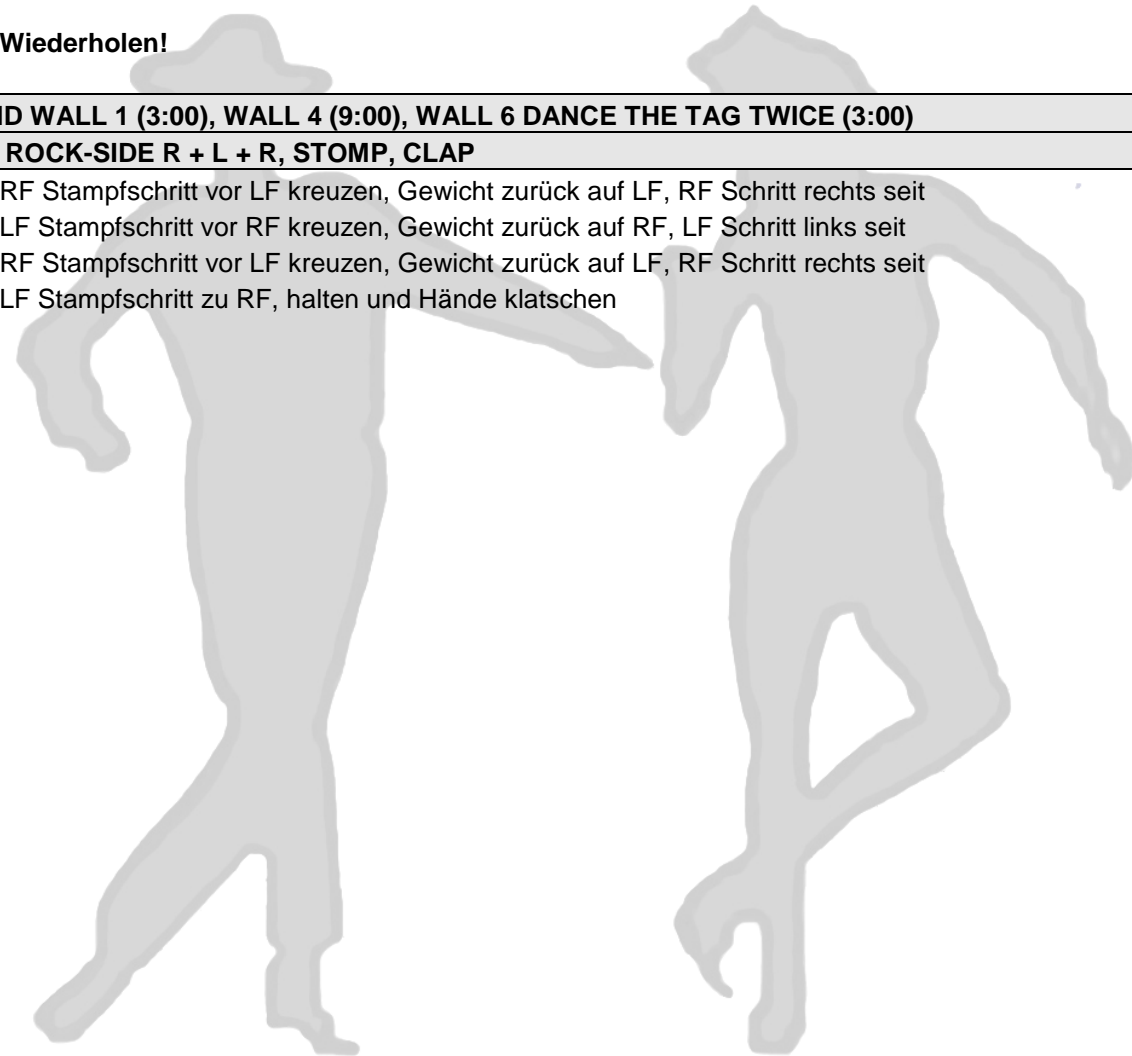 Wiederholen!
ID WALL 1 (3:00), WALL 4 (9:00), WALL 6 DANCE THE TAG TWICE (3:00)
ROCK-SIDE R + L + R, STOMP, CLAP
RF Stampfschritt vor LF kreuzen, Gewicht zurück auf LF, RF Schritt rechts seit
LF Stampfschritt vor RF kreuzen, Gewicht zurück auf RF, LF Schritt links seit
RF Stampfschritt vor LF kreuzen, Gewicht zurück auf LF, RF Schritt rechts seit
LF Stampfschritt zu RF, halten und Hände klatschen